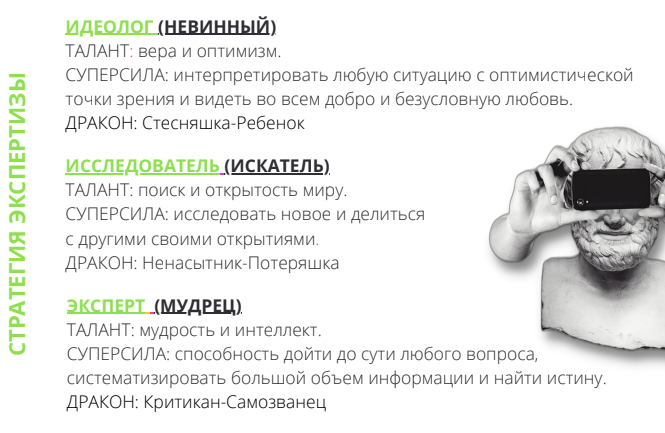 СТРАТЕГИЯ ЭКСПЕРТИЗЫ
ИДЕОЛОГ (НЕВИННЫЙ)
ТАЛАНТ: вера и оптимизм.
СУПЕРСИЛА: интерпретировать любую ситуацию с оптимистической
точки зрения и видеть во всем добро и безусловную любовь.
ДРАКОН: Стесняшка-Ребенок
ИССЛЕДОВАТЕЛЬ (ИСКАТЕЛЬ)
ТАЛАНТ: поиск и открытость миру.
СУПЕРСИЛА: исследовать новое и делиться
с другими своими открытиями.
ДРАКОН: Ненасытник-Потеряшка
ЭКСПЕРТ (МУДРЕЦ)
ТАЛАНТ: мудрость и интеллект.
СУПЕРСИЛА: способность дойти до сути любого вопроса,
систематизировать большой объем информации и найти истину.
ДРАКОН: Критикан-Самозванец